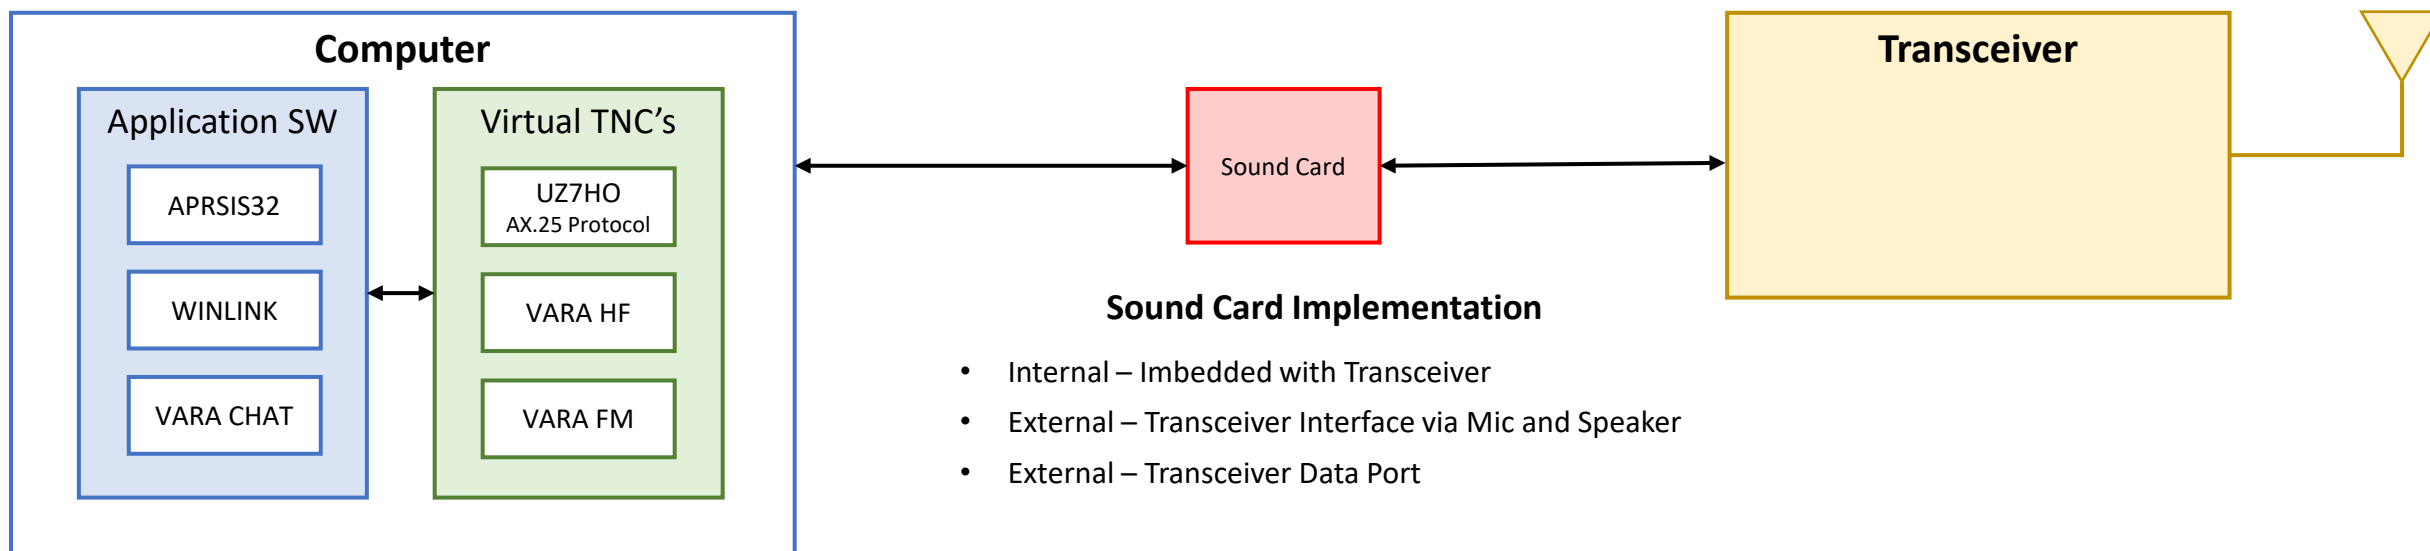 Computer
Application SW
APRSIS32
WINLINK
VARA CHAT
Virtual TNC’s
UZ7HO
AX.25 Protocol
VARA HF
VARA FM
Sound Card
Transceiver
Sound Card Implementation
• Internal – Imbedded with Transceiver
• External – Transceiver Interface via Mic and Speaker
• External – Transceiver Data Port